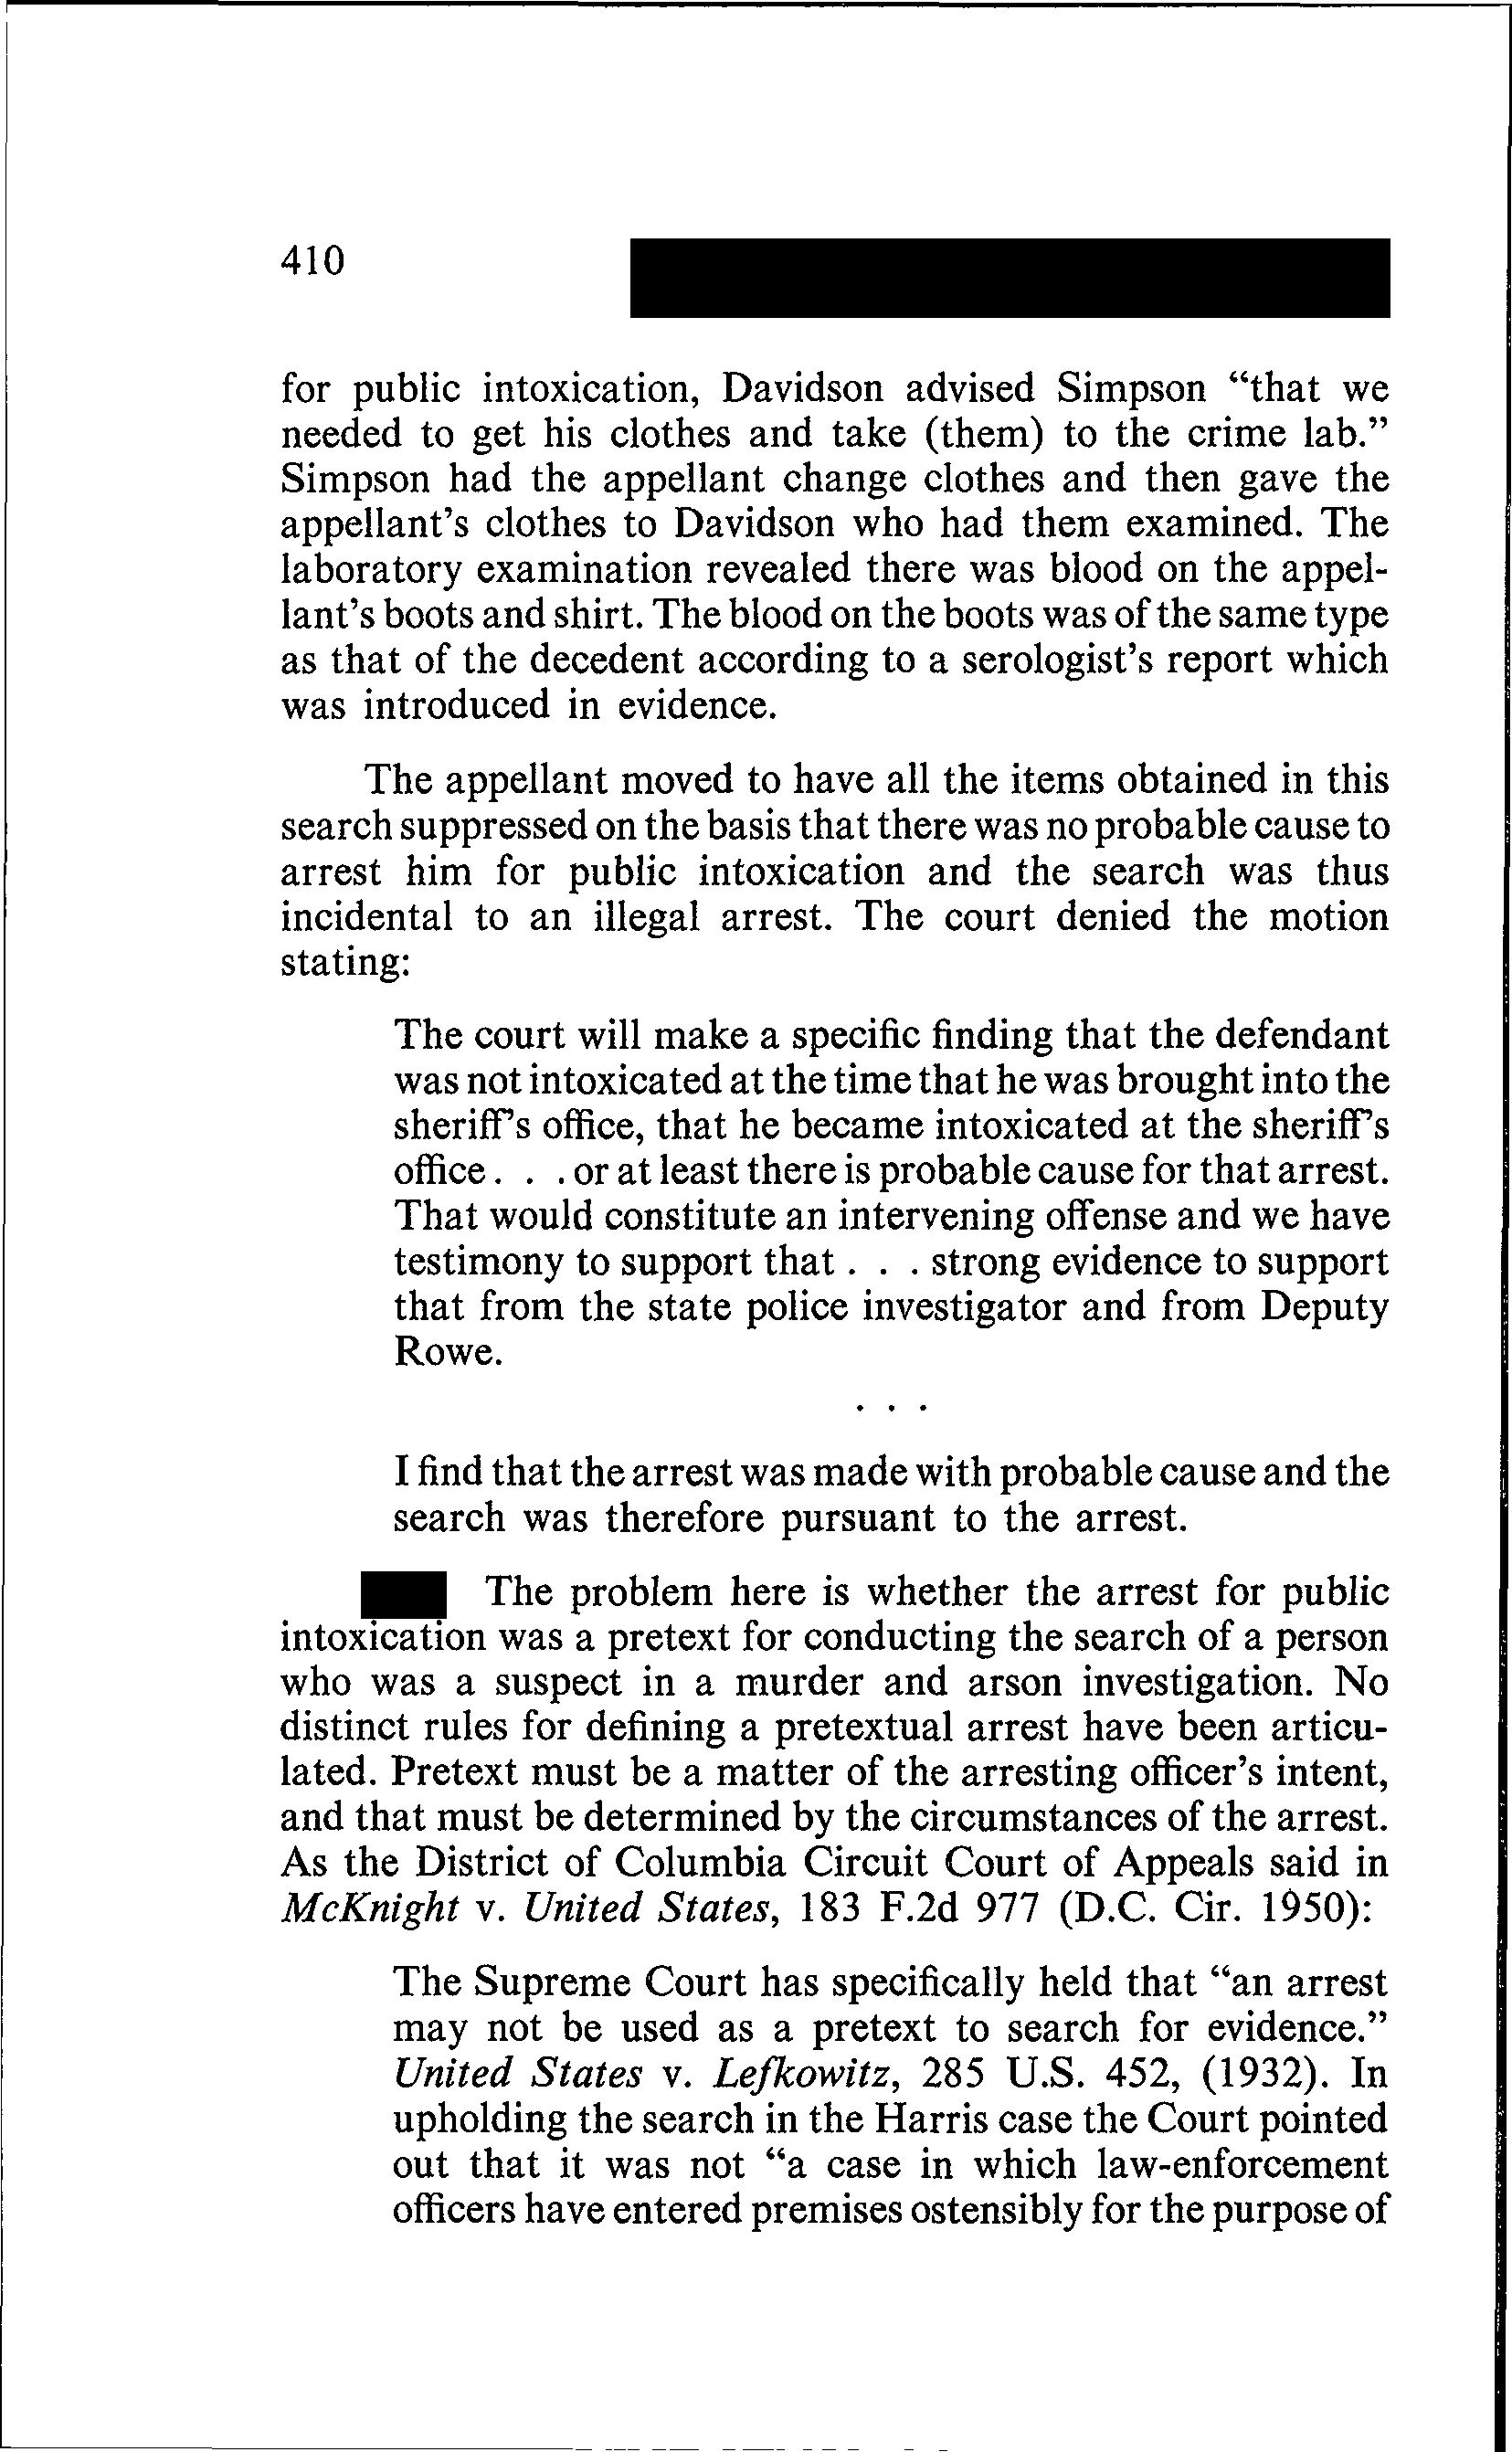 410
for public intoxication, Davidson advised Simpson “that we
needed to get his clothes and take (them) to the crime lab.”
Simpson had the appellant change clothes and then gave the
appellant’s clothes to Davidson who had them examined. The
laboratory examination revealed there was blood on the appel-
lant’s boots and shirt. The blood on the boots was of the same type
as that of the decedent according to a serologist’s report which
was introduced in evidence.
The appellant moved to have all the items obtained in this
search suppressed on the basis that there was no probable cause to
arrest him for public intoxication and the search was thus
incidental to an illegal arrest. The court denied the motion
stating:
The court will make a specific finding that the defendant
was not intoxicated at the time that he was brought into the
sheriff’s office, that he became intoxicated at the sheriff’s
office . . . or at least there is probable cause for that arrest.
That would constitute an intervening offense and we have
testimony to support that . . . strong evidence to support
that from the state police investigator and from Deputy
Rowe.
. . .
I find that the arrest was made with probable cause and the
search was therefore pursuant to the arrest.
The problem here is whether the arrest for public
intoxication was a pretext for conducting the search of a person
who was a suspect in a murder and arson investigation. No
distinct rules for defining a pretextual arrest have been articu-
lated. Pretext must be a matter of the arresting officer’s intent,
and that must be determined by the circumstances of the arrest.
As the District of Columbia Circuit Court of Appeals said in
McKnight v. United States, 183 F.2d 977 (D.C. Cir. 1950):
The Supreme Court has specifically held that “an arrest
may not be used as a pretext to search for evidence.”
United States v. Lefkowitz, 285 U.S. 452, (1932). In
upholding the search in the Harris case the Court pointed
out that it was not “a case in which law-enforcement
officers have entered premises ostensibly for the purpose of